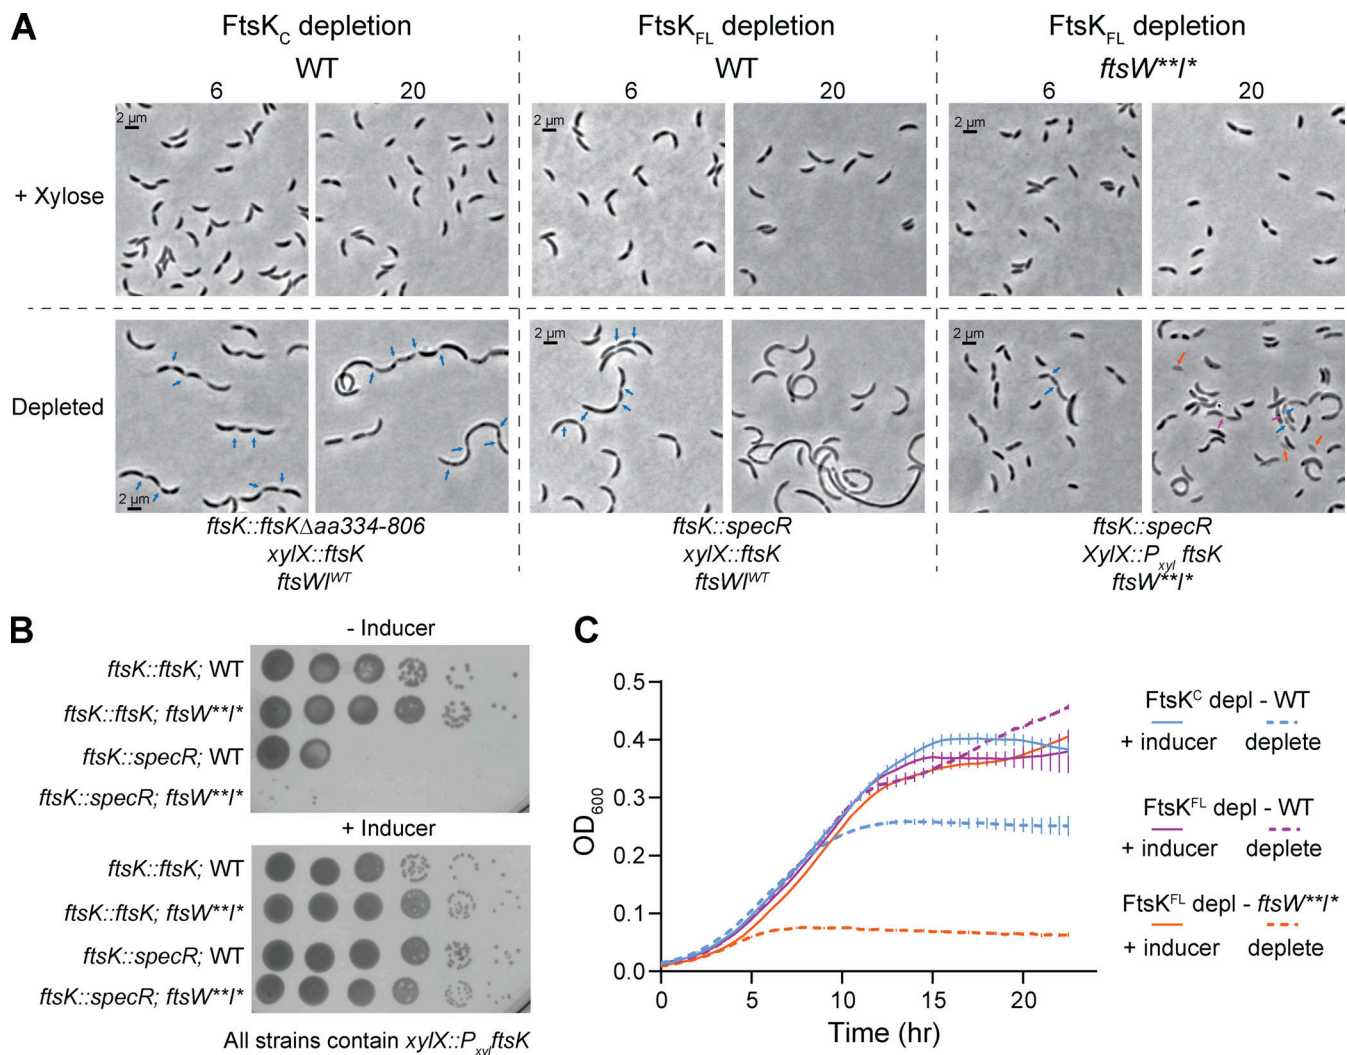 A
FtsK_C depletion
WT
6 20
FtsK_FL depletion
WT
6 20
FtsK_FL depletion
ftsW**I*
6 20
+ Xylose
2 µm
2 µm
2 µm
Depleted
2 µm
2 µm
2 µm
ftsK::ftsKΔaa334-806
xylX::ftsK
ftsWI^WT
ftsK::specR
xylX::ftsK
ftsWI^WT
ftsK::specR
XylX::P_xyl ftsK
ftsW**I*
B
- Inducer
ftsK::ftsK; WT
ftsK::ftsK; ftsW**I*
ftsK::specR; WT
ftsK::specR; ftsW**I*
+ Inducer
ftsK::ftsK; WT
ftsK::ftsK; ftsW**I*
ftsK::specR; WT
ftsK::specR; ftsW**I*
All strains contain xylX::P_xyl ftsK
C
0.5
0.4
0.3
0.2
0.1
0.0
OD_600
0 5 10 15 20
Time (hr)
FtsK^C depl - WT
+ inducer deplete
FtsK^FL depl - WT
+ inducer deplete
FtsK^FL depl - ftsW**I*
+ inducer deplete